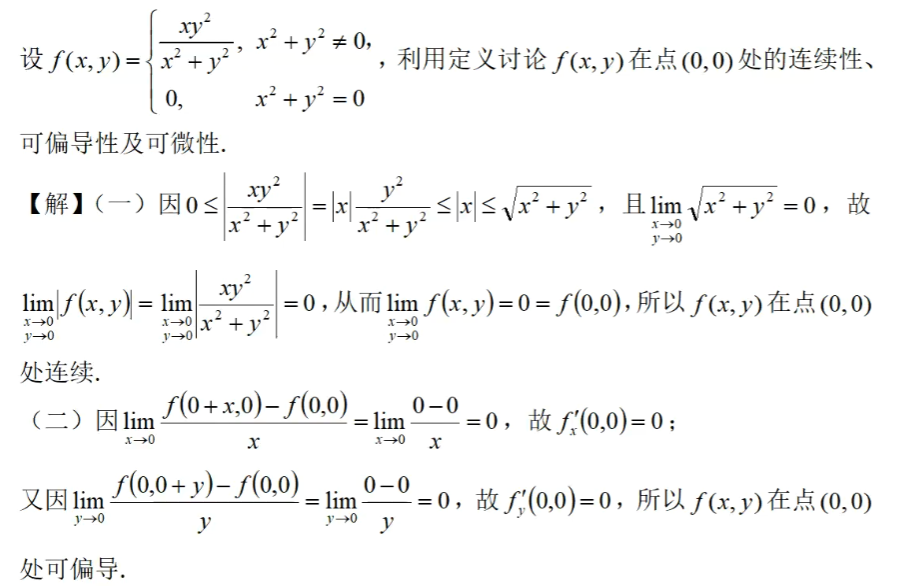 设 f(x, y) = { xy²/(x² + y²), x² + y² ≠ 0, 0, x² + y² = 0 ，利用定义讨论 f(x, y) 在点(0, 0) 处的连续性、
可偏导性及可微性.
【解】（一）因 0 ≤ |xy²/(x² + y²)| = |x| y²/(x² + y²) ≤ |x| ≤ √(x² + y²) ，且 lim_{x→0, y→0} √(x² + y²) = 0 ，故
lim_{x→0, y→0} |f(x, y)| = lim_{x→0, y→0} |xy²/(x² + y²)| = 0 ，从而 lim_{x→0, y→0} f(x, y) = 0 = f(0,0)，所以 f(x, y) 在点 (0, 0)
处连续.
（二）因 lim_{x→0} (f(0 + x,0) − f(0,0))/x = lim_{x→0} (0 − 0)/x = 0 ，故 f′ₓ(0,0) = 0；
又因 lim_{y→0} (f(0,0 + y) − f(0,0))/y = lim_{y→0} (0 − 0)/y = 0 ，故 f′_y(0,0) = 0 ，所以 f(x, y) 在点 (0, 0)
处可偏导.